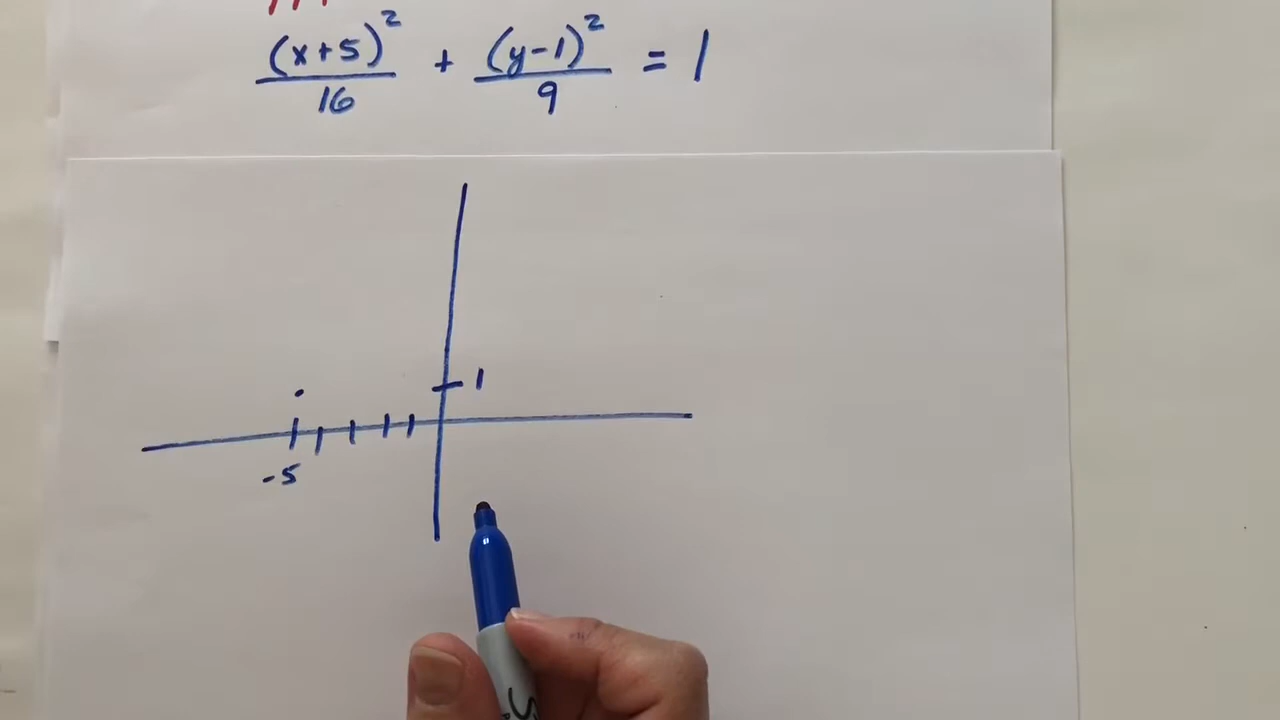 (x+5)² + (y-1)² = 1
16 9
1
-5